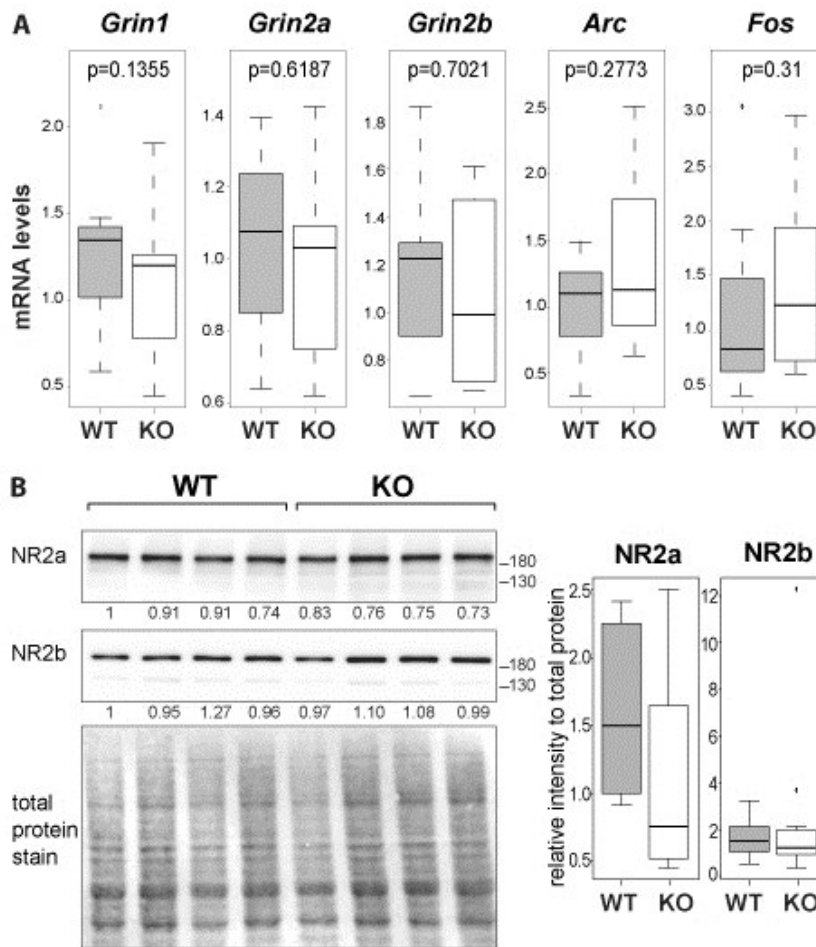 A
Grin1 Grin2a Grin2b Arc Fos
p=0.1355 p=0.6187 p=0.7021 p=0.2773 p=0.31
mRNA levels
2.0
1.5
1.0
0.5
1.4
1.2
1.0
0.8
0.6
1.8
1.6
1.4
1.2
1.0
0.8
2.5
2.0
1.5
1.0
0.5
3.0
2.5
2.0
1.5
1.0
0.5
WT KO WT KO WT KO WT KO WT KO
B
WT KO
NR2a
–180
–130
1 0.91 0.91 0.74 0.83 0.76 0.75 0.73
NR2b
–180
–130
1 0.95 1.27 0.96 0.97 1.10 1.08 0.99
total
protein
stain
NR2a NR2b
relative intensity to total protein
2.5
2.0
1.5
1.0
0.5
12
10
8
6
4
2
0
WT KO WT KO